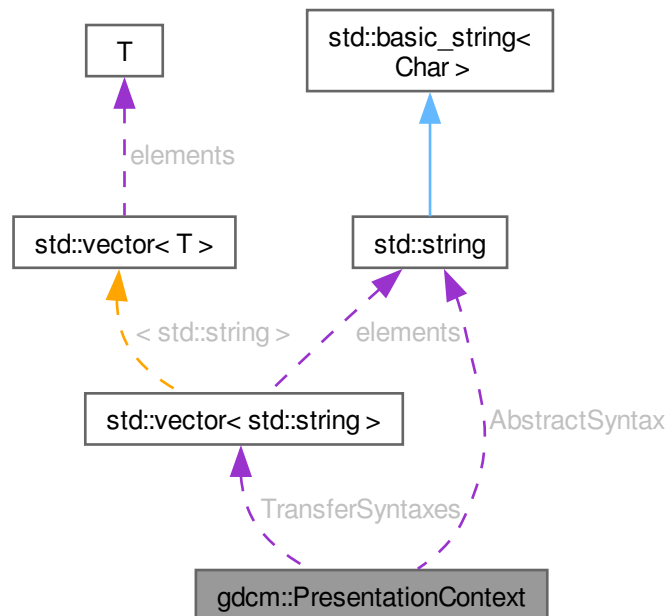 T
std::basic_string<
Char >
elements
std::vector< T >
std::string
< std::string >
elements
std::vector< std::string >
AbstractSyntax
TransferSyntaxes
gdcm::PresentationContext